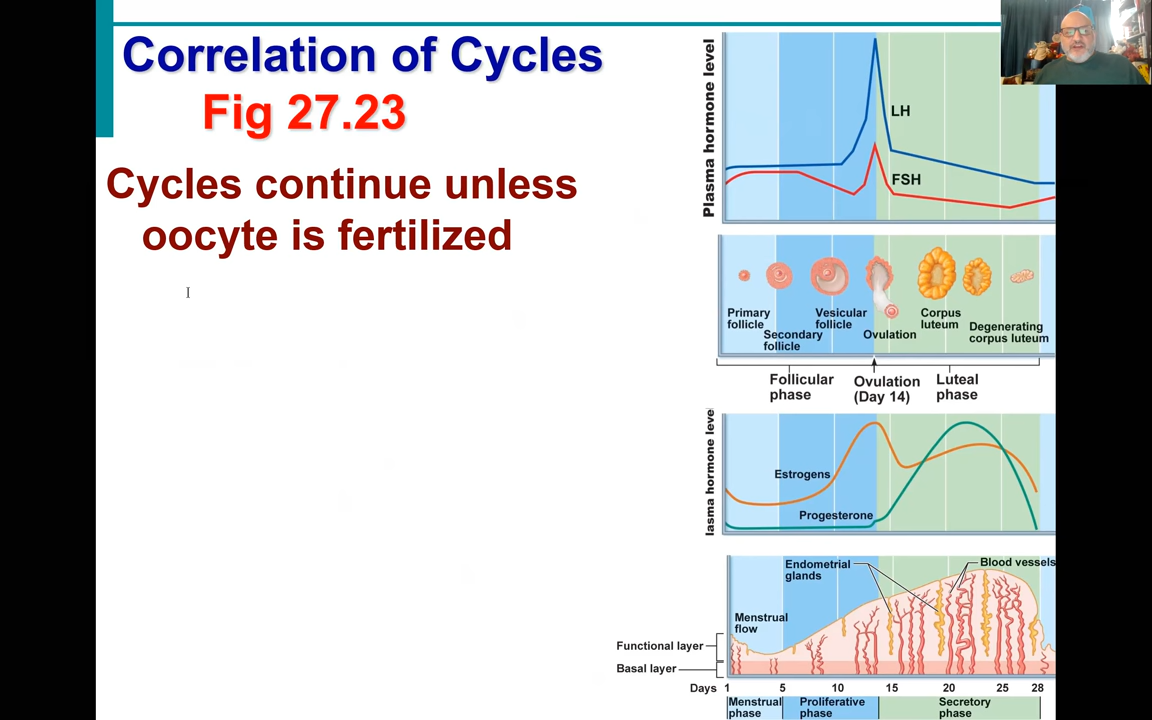 Correlation of Cycles
Fig 27.23
Cycles continue unless
oocyte is fertilized
Plasma hormone level
LH
FSH
Primary
follicle
Secondary
follicle
Vesicular
follicle
Ovulation
Corpus
luteum
Degenerating
corpus luteum
Follicular
phase
Ovulation
(Day 14)
Luteal
phase
lasma hormone leve
Estrogens
Progesterone
Endometrial
glands
Blood vessels
Menstrual
flow
Functional layer
Basal layer
Days 1 5 10 15 20 25 28
Menstrual
phase
Proliferative
phase
Secretory
phase